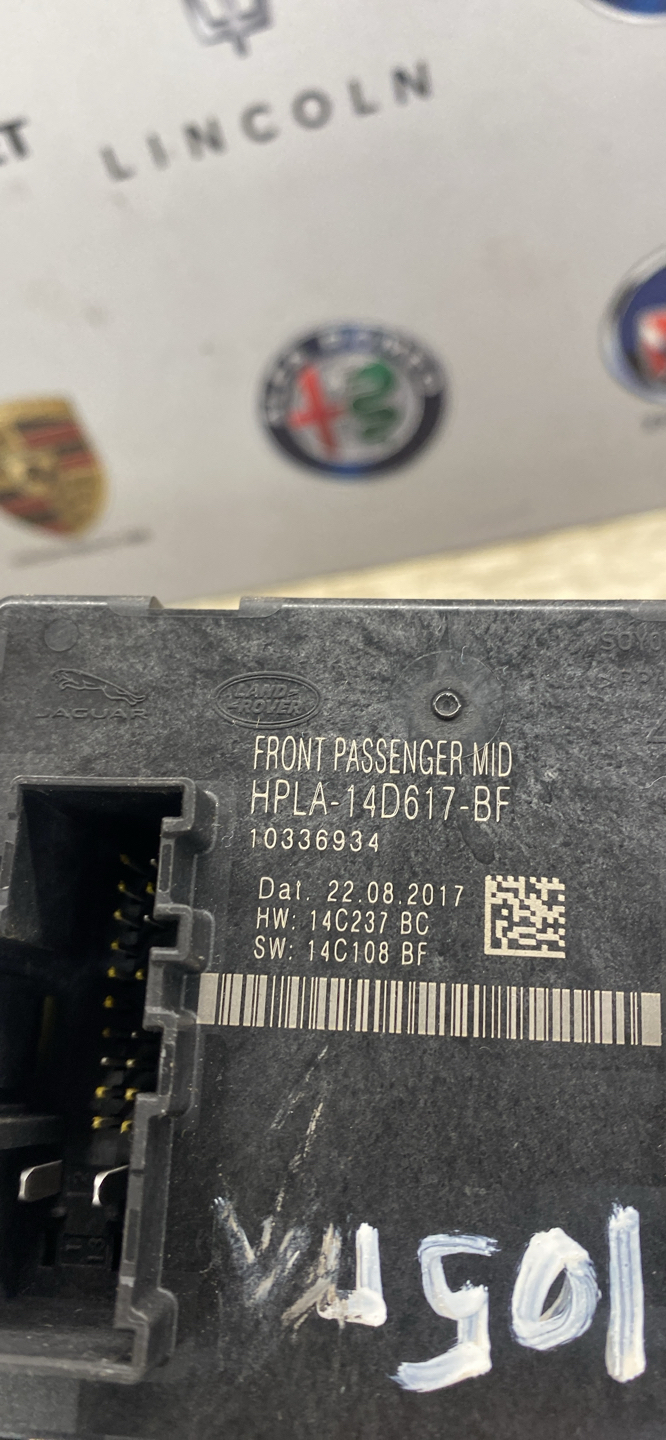 LINCOLN
JAGUAR
LAND-
ROVER
FRONT PASSENGER MID
HPLA-14D617-BF
10336934
Dat. 22.08.2017
HW: 14C237 BC
SW: 14C108 BF